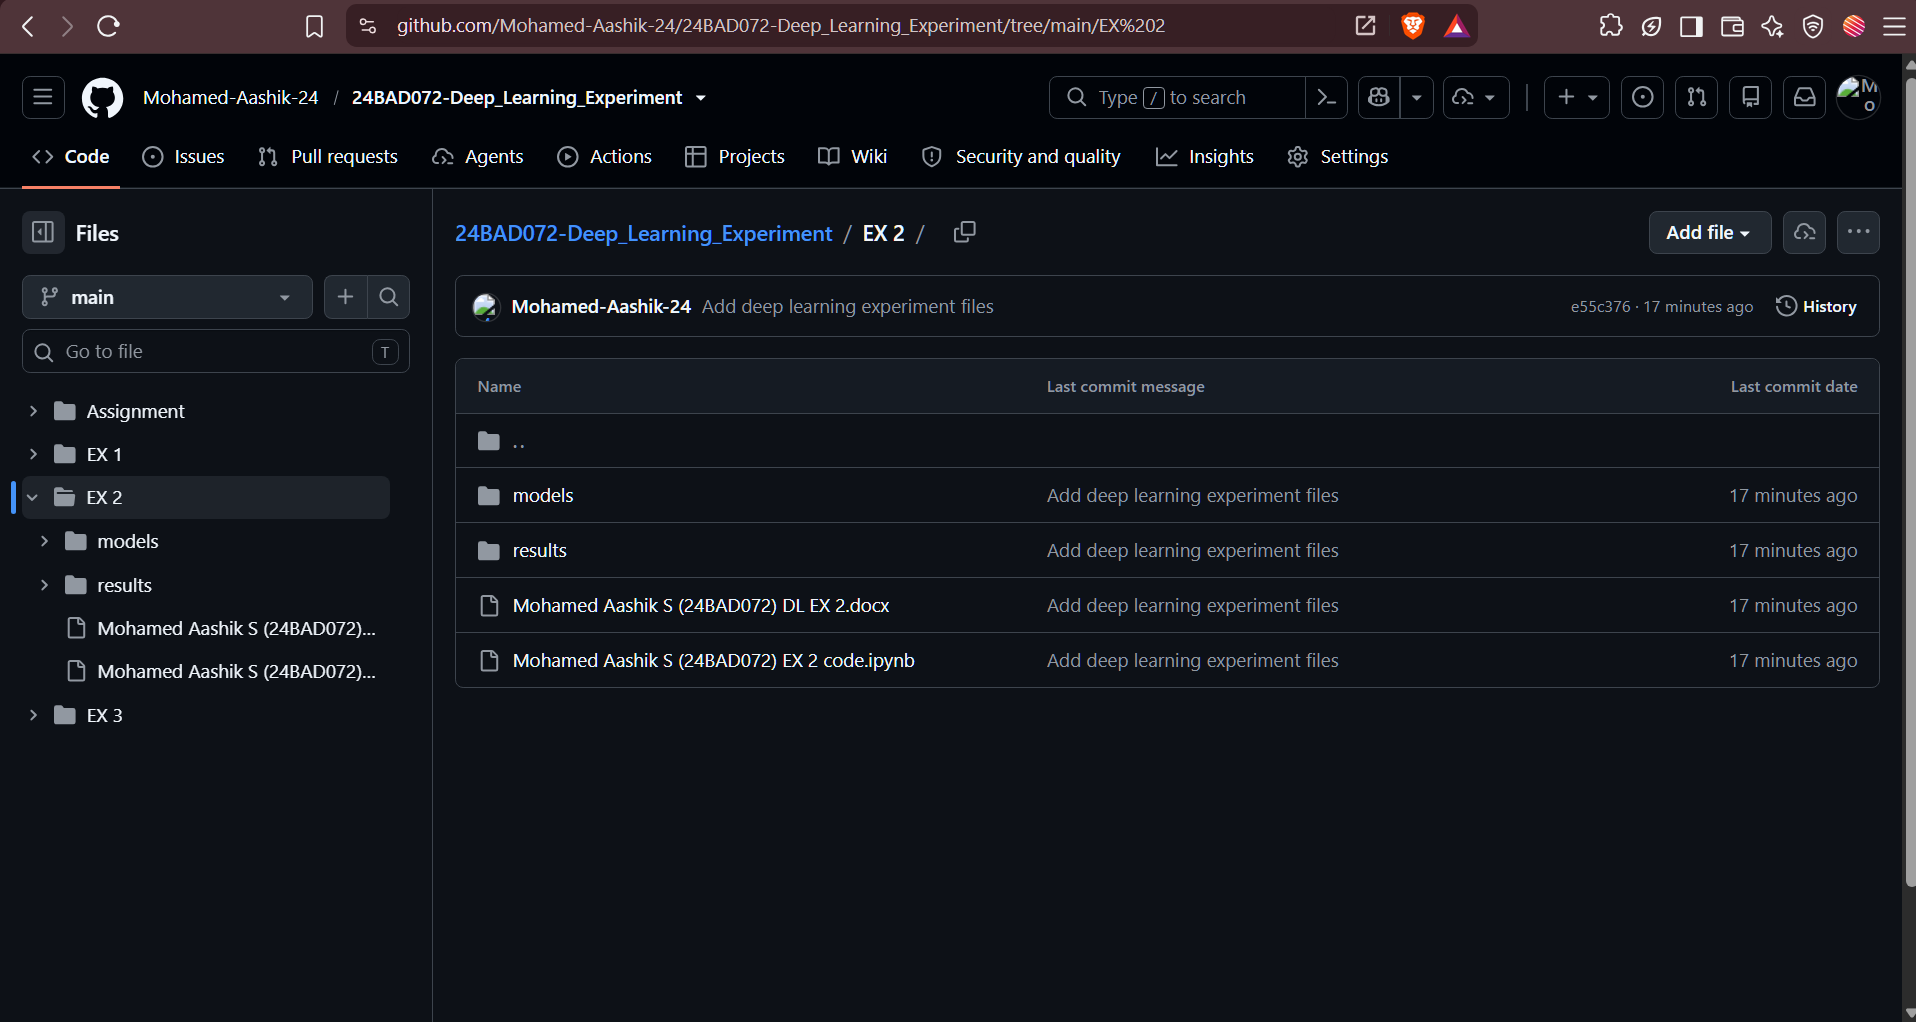 github.com/Mohamed-Aashik-24/24BAD072-Deep_Learning_Experiment/tree/main/EX%202
Mohamed-Aashik-24 / 24BAD072-Deep_Learning_Experiment
Type / to search
Mo
Code Issues Pull requests Agents Actions Projects Wiki Security and quality Insights Settings
Files
24BAD072-Deep_Learning_Experiment / EX 2 /
Add file
main
Mohamed-Aashik-24 Add deep learning experiment files e55c376 · 17 minutes ago History
Go to file T
Name Last commit message Last commit date
Assignment
..
EX 1
EX 2
models Add deep learning experiment files 17 minutes ago
models
results Add deep learning experiment files 17 minutes ago
results
Mohamed Aashik S (24BAD072) DL EX 2.docx Add deep learning experiment files 17 minutes ago
Mohamed Aashik S (24BAD072)...
Mohamed Aashik S (24BAD072) EX 2 code.ipynb Add deep learning experiment files 17 minutes ago
Mohamed Aashik S (24BAD072)...
EX 3